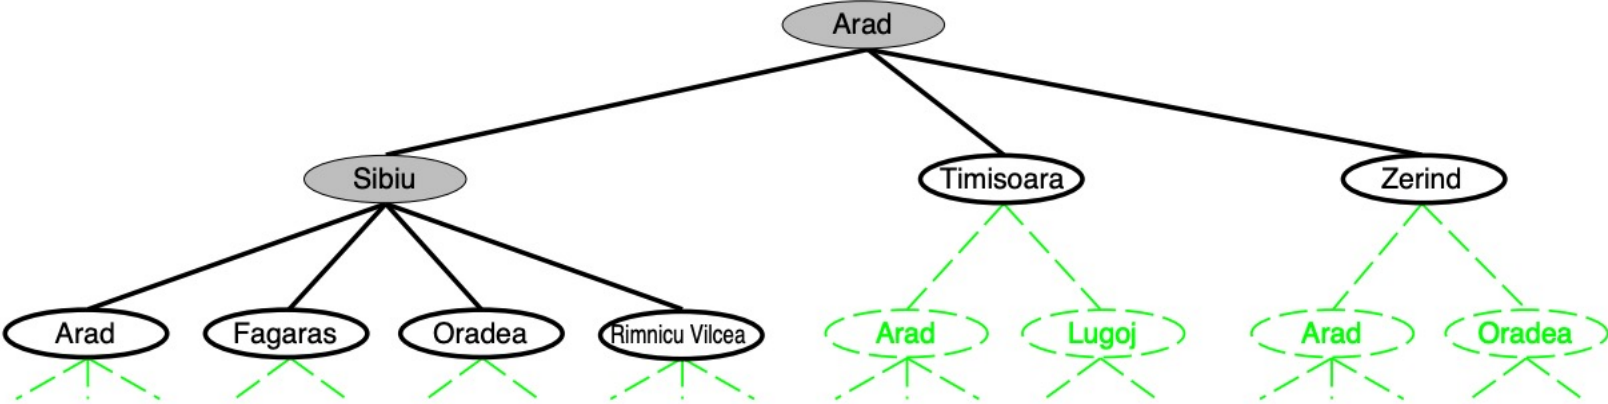 Arad
Sibiu
Timisoara
Zerind
Arad
Fagaras
Oradea
Rimnicu Vilcea
Arad
Lugoj
Arad
Oradea